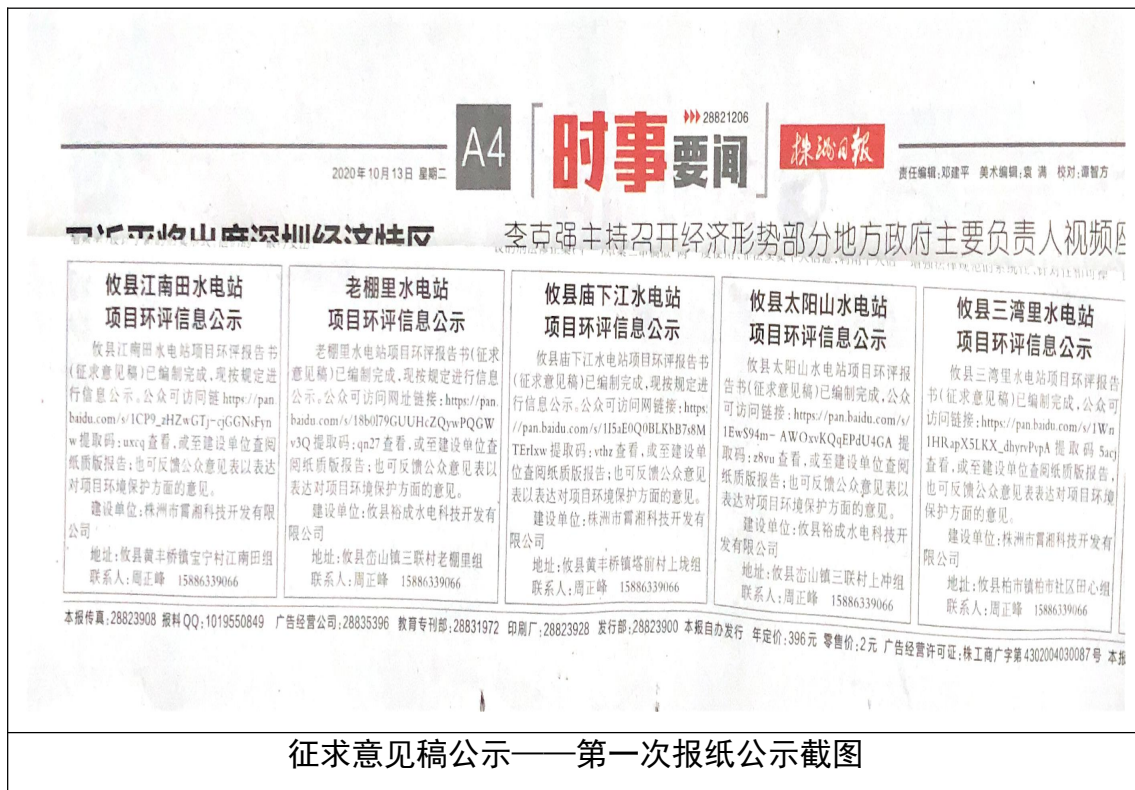 2020年10月13日 星期二
A4
时事要闻
28821206
株洲日报
责任编辑:邓建平 美术编辑:袁满 校对:谭智方
李克强主持召开经济形势部分地方政府主要负责人视频座
攸县江南田水电站
项目环评信息公示
攸县江南田水电站项目环评报告书
(征求意见稿)已编制完成,现按规定进
行信息公示。公众可访问链https://pan.
baidu.com/s/1CP9_zHZwGTj-cjGGNsFyn
w 提取码:uxcq 查看,或至建设单位查阅
纸质版报告;也可反馈公众意见表以表达
对项目环境保护方面的意见。
建设单位:株洲市霄湘科技开发有限
公司
地址:攸县黄丰桥镇宝宁村江南田组
联系人:周正峰 15886339066
老棚里水电站
项目环评信息公示
老棚里水电站项目环评报告书(征求
意见稿)已编制完成,现按规定进行信息
公示。公众可访问网址链接:https://pan.
baidu.com/s/18b0l79GUUHcZQywPQGW
v3Q 提取码:qn27 查看,或至建设单位查
阅纸质版报告;也可反馈公众意见表以
表达对项目环境保护方面的意见。
建设单位:攸县裕成水电科技开发有
限公司
地址:攸县峦山镇三联村老棚里组
联系人:周正峰 15886339066
攸县庙下江水电站
项目环评信息公示
攸县庙下江水电站项目环评报告书
(征求意见稿)已编制完成,现按规定进
行信息公示。公众可访问网链接:https:
//pan.baidu.com/s/1I5aE0Q0BLKbB7s8M
TErlxw 提取码:vthz 查看,或至建设单
位查阅纸质版报告;也可反馈公众意见
表以表达对项目环境保护方面的意见。
建设单位:株洲市霄湘科技开发有
限公司
地址:攸县黄丰桥镇塔前村上垅组
联系人:周正峰 15886339066
攸县太阳山水电站
项目环评信息公示
攸县太阳山水电站项目环评报
告书(征求意见稿)已编制完成,公众
可访问链接:https://pan.baidu.com/s/
1EwS94m-AWOxvKQqEPdU4GA 提
取码:z8vu 查看,或至建设单位查阅
纸质版报告;也可反馈公众意见表以
表达对项目环境保护方面的意见。
建设单位:攸县裕成水电科技开
发有限公司
地址:攸县峦山镇三联村上冲组
联系人:周正峰 15886339066
攸县三湾里水电站
项目环评信息公示
攸县三湾里水电站项目环评报告
书(征求意见稿)已编制完成,公众可
访问链接:https://pan.baidu.com/s/1Wn
1HRapX5LKX_dhyrvPvpA 提取码 5acj
查看,或至建设单位查阅纸质版报告,
也可反馈公众意见表表达对项目环境
保护方面的意见。
建设单位:株洲市霄湘科技开发有
限公司
地址:攸县柏市镇柏市社区田心组
联系人:周正峰 15886339066
本报传真:28823908 报料QQ:1019550849 广告经营公司:28835396 教育专刊部:28831972 印刷厂:28823928 发行部:28823900 本报自办发行 年定价:396元 零售价:2元 广告经营许可证:株工商广字第4302004030087号 本报
征求意见稿公示——第一次报纸公示截图